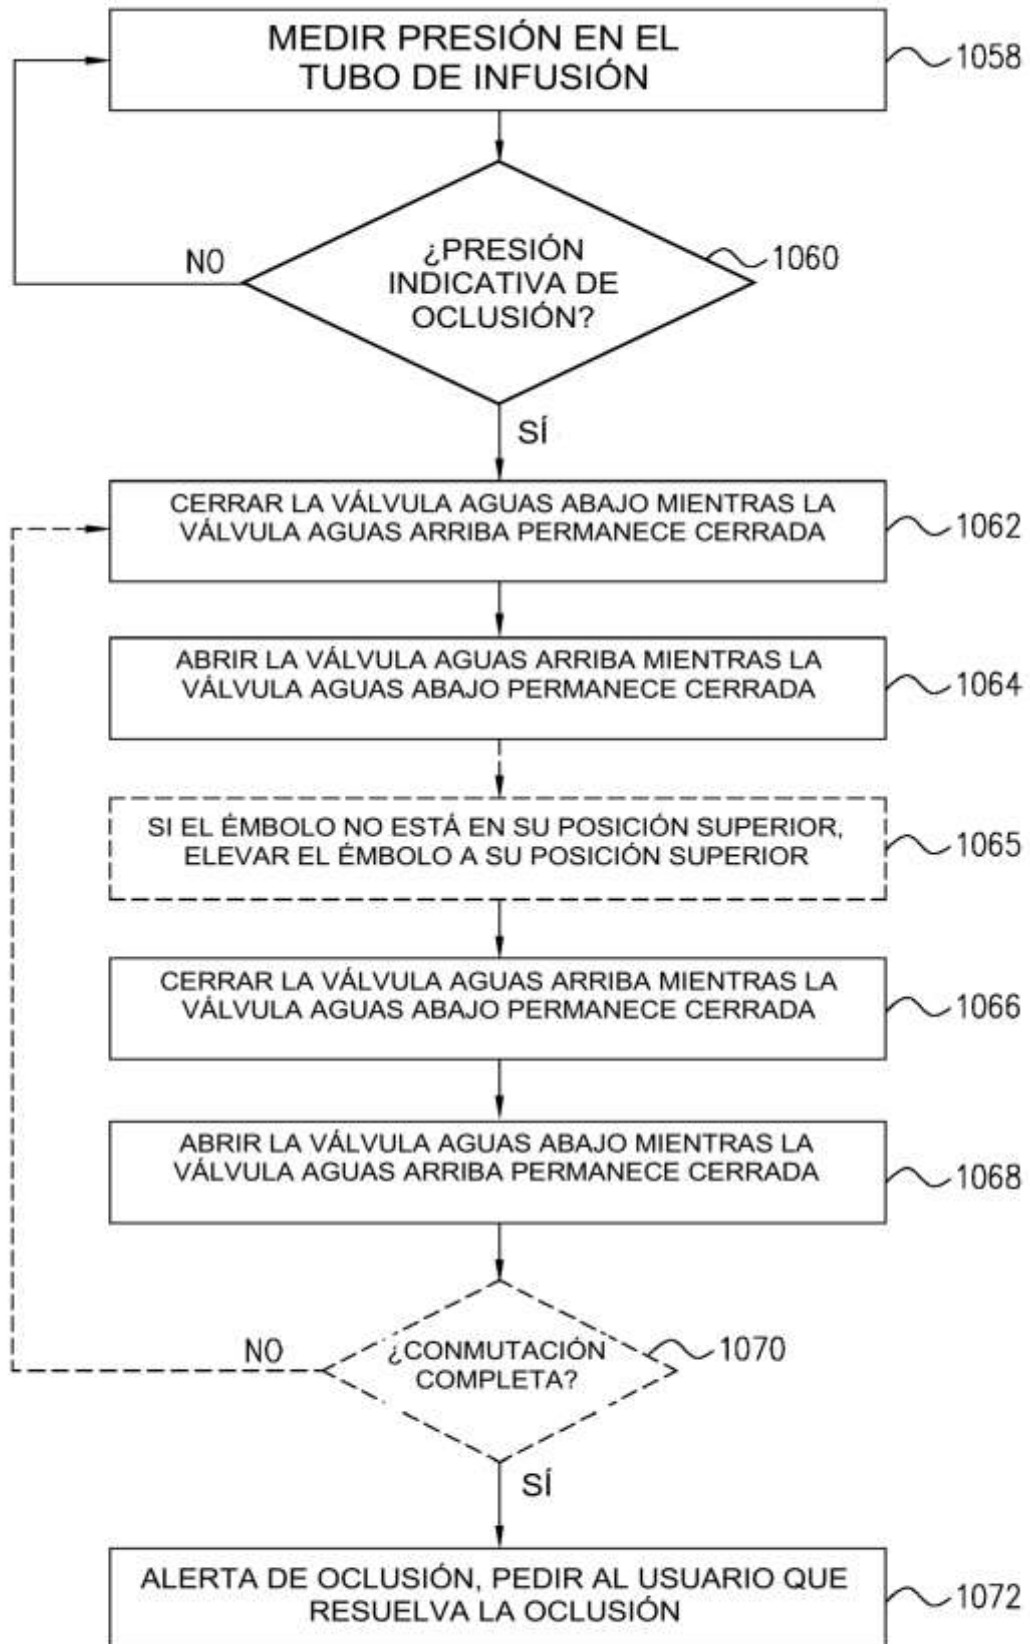 MEDIR PRESIÓN EN EL
TUBO DE INFUSIÓN
1058
¿PRESIÓN
INDICATIVA DE
OCLUSIÓN?
1060
NO
SÍ
CERRAR LA VÁLVULA AGUAS ABAJO MIENTRAS LA
VÁLVULA AGUAS ARRIBA PERMANECE CERRADA
1062
ABRIR LA VÁLVULA AGUAS ARRIBA MIENTRAS LA
VÁLVULA AGUAS ABAJO PERMANECE CERRADA
1064
SI EL ÉMBOLO NO ESTÁ EN SU POSICIÓN SUPERIOR,
ELEVAR EL ÉMBOLO A SU POSICIÓN SUPERIOR
1065
CERRAR LA VÁLVULA AGUAS ARRIBA MIENTRAS LA
VÁLVULA AGUAS ABAJO PERMANECE CERRADA
1066
ABRIR LA VÁLVULA AGUAS ABAJO MIENTRAS LA
VÁLVULA AGUAS ARRIBA PERMANECE CERRADA
1068
NO
¿CONMUTACIÓN
COMPLETA?
1070
SÍ
ALERTA DE OCLUSIÓN, PEDIR AL USUARIO QUE
RESUELVA LA OCLUSIÓN
1072